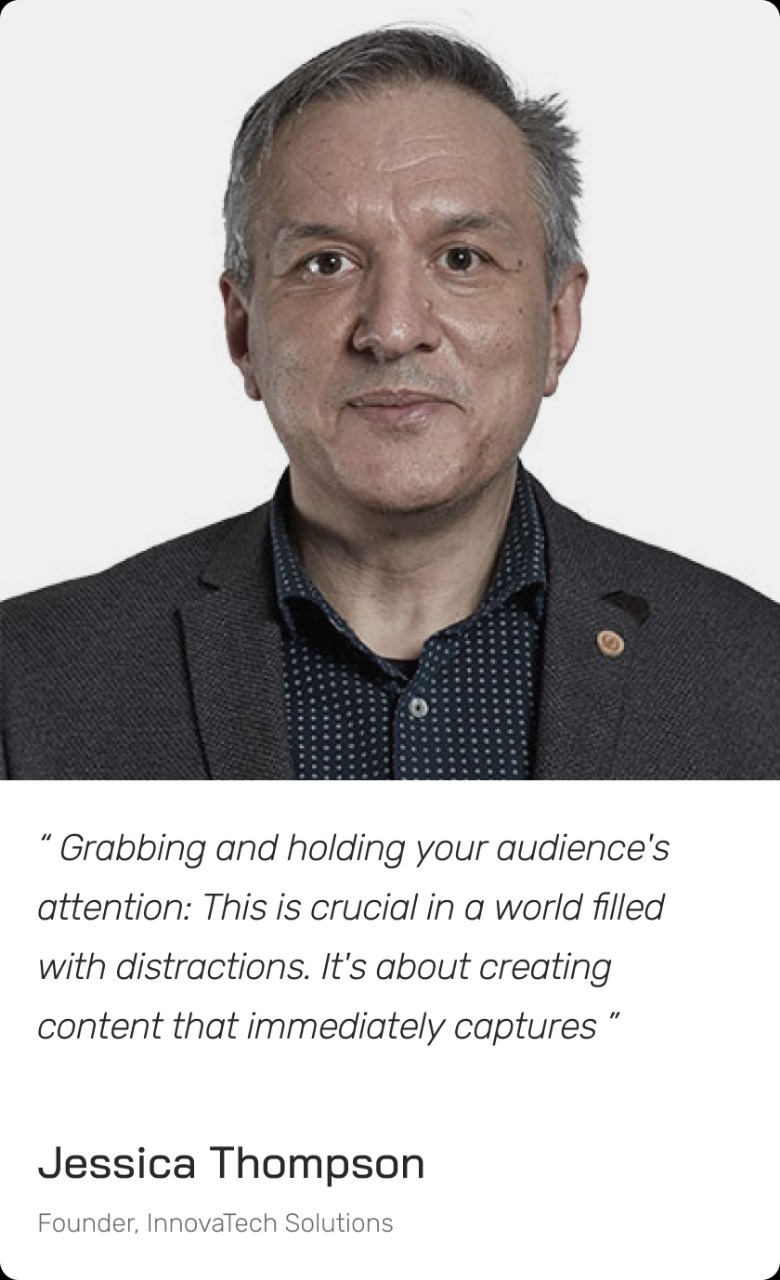 “ Grabbing and holding your audience's
attention: This is crucial in a world filled
with distractions. It's about creating
content that immediately captures ”
Jessica Thompson
Founder, InnovaTech Solutions